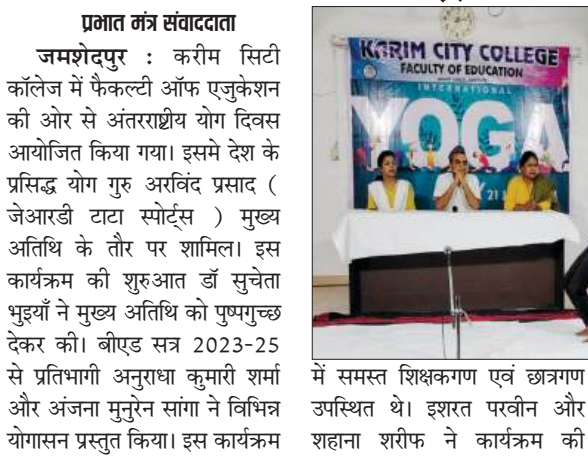 प्रभात मंत्र संवाददाता
जमशेदपुर : करीम सिटी
कॉलेज में फैकल्टी ऑफ एजुकेशन
की ओर से अंतरराष्ट्रीय योग दिवस
आयोजित किया गया। इसमे देश के
प्रसिद्ध योग गुरु अरविंद प्रसाद (
जेआरडी टाटा स्पोर्ट्स ) मुख्य
अतिथि के तौर पर शामिल। इस
कार्यक्रम की शुरुआत डॉ सुचेता
भुइयाँ ने मुख्य अतिथि को पुष्पगुच्छ
देकर की। बीएड सत्र 2023-25
से प्रतिभागी अनुराधा कुमारी शर्मा
और अंजना मुनुरेन सांगा ने विभिन्न
योगासन प्रस्तुत किया। इस कार्यक्रम
KARIM CITY COLLEGE
FACULTY OF EDUCATION
INTERNATIONAL
YOGA
21
में समस्त शिक्षकगण एवं छात्रगण
उपस्थित थे। इशरत परवीन और
शहाना शरीफ ने कार्यक्रम की